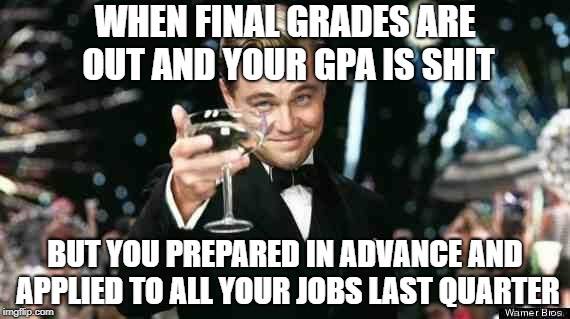 WHEN FINAL GRADES ARE
OUT AND YOUR GPA IS SHIT
BUT YOU PREPARED IN ADVANCE AND
APPLIED TO ALL YOUR JOBS LAST QUARTER
imgflip.com
Warner Bros